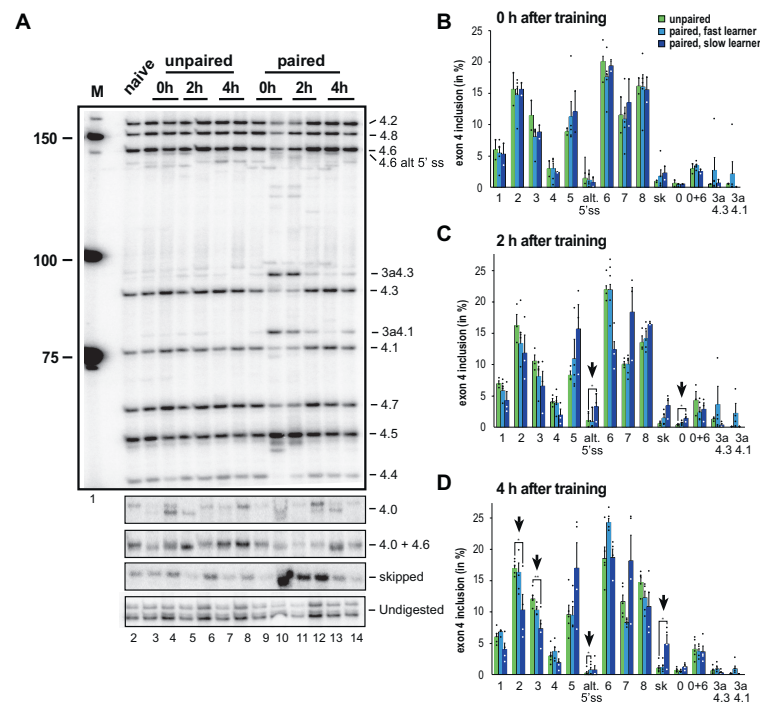 A
unpaired paired
M naive 0h 2h 4h 0h 2h 4h
150
100
75
4.2
4.8
4.6
4.6 alt 5' ss
3a4.3
4.3
3a4.1
4.1
4.7
4.5
4.4
1
4.0
4.0 + 4.6
skipped
Undigested
2 3 4 5 6 7 8 9 10 11 12 13 14
B
0 h after training
unpaired
paired, fast learner
paired, slow learner
exon 4 inclusion (in %)
25
20
15
10
5
0
1 2 3 4 5 alt. 6 7 8 sk 0 0+6 3a 3a
5'ss 4.3 4.1
C
2 h after training
exon 4 inclusion (in %)
25
20
15
10
5
0
1 2 3 4 5 alt. 6 7 8 sk 0 0+6 3a 3a
5'ss 4.3 4.1
D
4 h after training
exon 4 inclusion (in %)
25
20
15
10
5
0
1 2 3 4 5 alt. 6 7 8 sk 0 0+6 3a 3a
5'ss 4.3 4.1